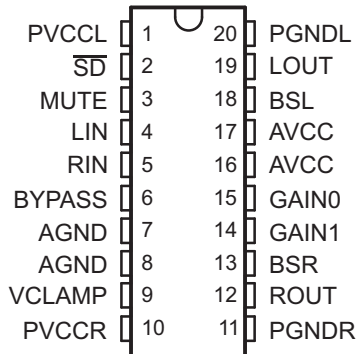 PVCCL 1 20 PGNDL
SD 2 19 LOUT
MUTE 3 18 BSL
LIN 4 17 AVCC
RIN 5 16 AVCC
BYPASS 6 15 GAIN0
AGND 7 14 GAIN1
AGND 8 13 BSR
VCLAMP 9 12 ROUT
PVCCR 10 11 PGNDR